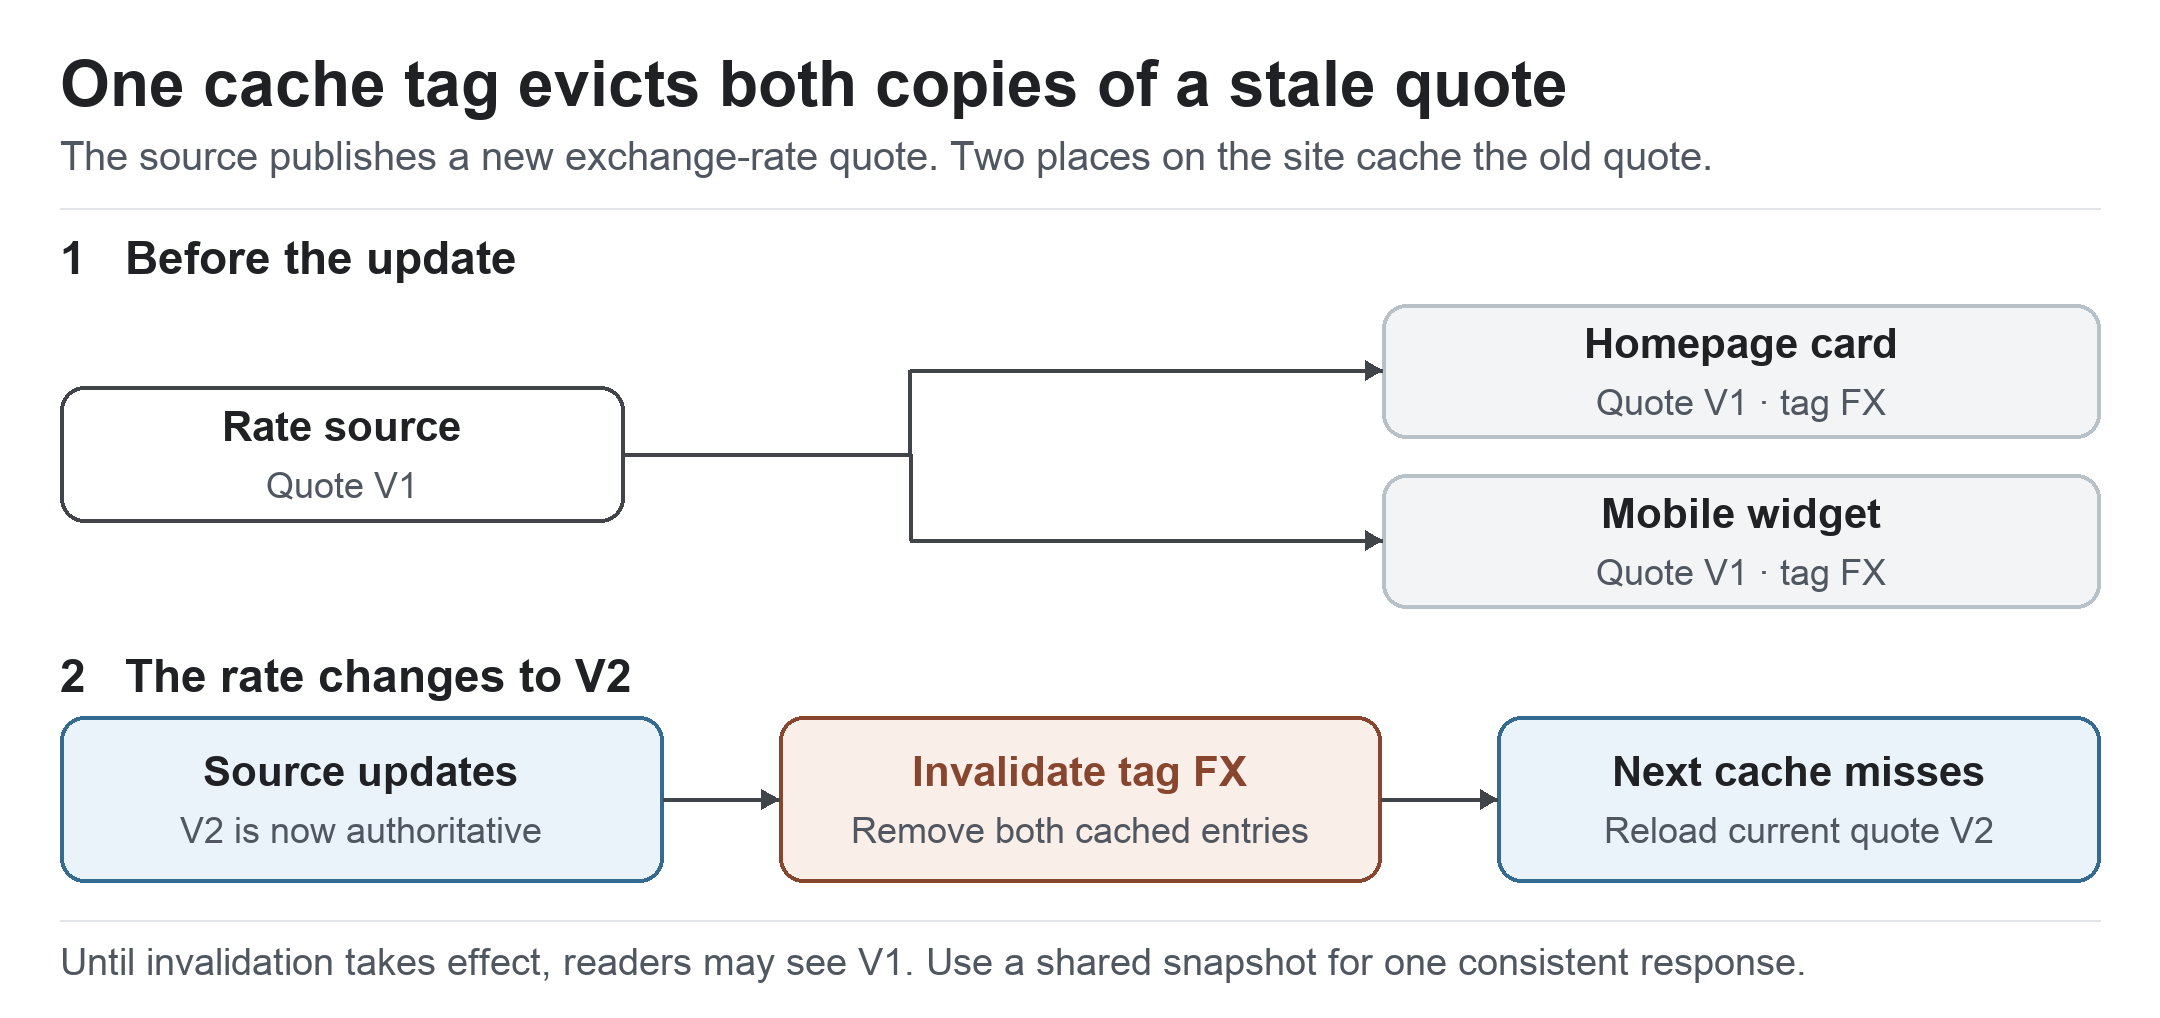 One cache tag evicts both copies of a stale quote
The source publishes a new exchange-rate quote. Two places on the site cache the old quote.
1 Before the update
Rate source
Quote V1
Homepage card
Quote V1 · tag FX
Mobile widget
Quote V1 · tag FX
2 The rate changes to V2
Source updates
V2 is now authoritative
Invalidate tag FX
Remove both cached entries
Next cache misses
Reload current quote V2
Until invalidation takes effect, readers may see V1. Use a shared snapshot for one consistent response.